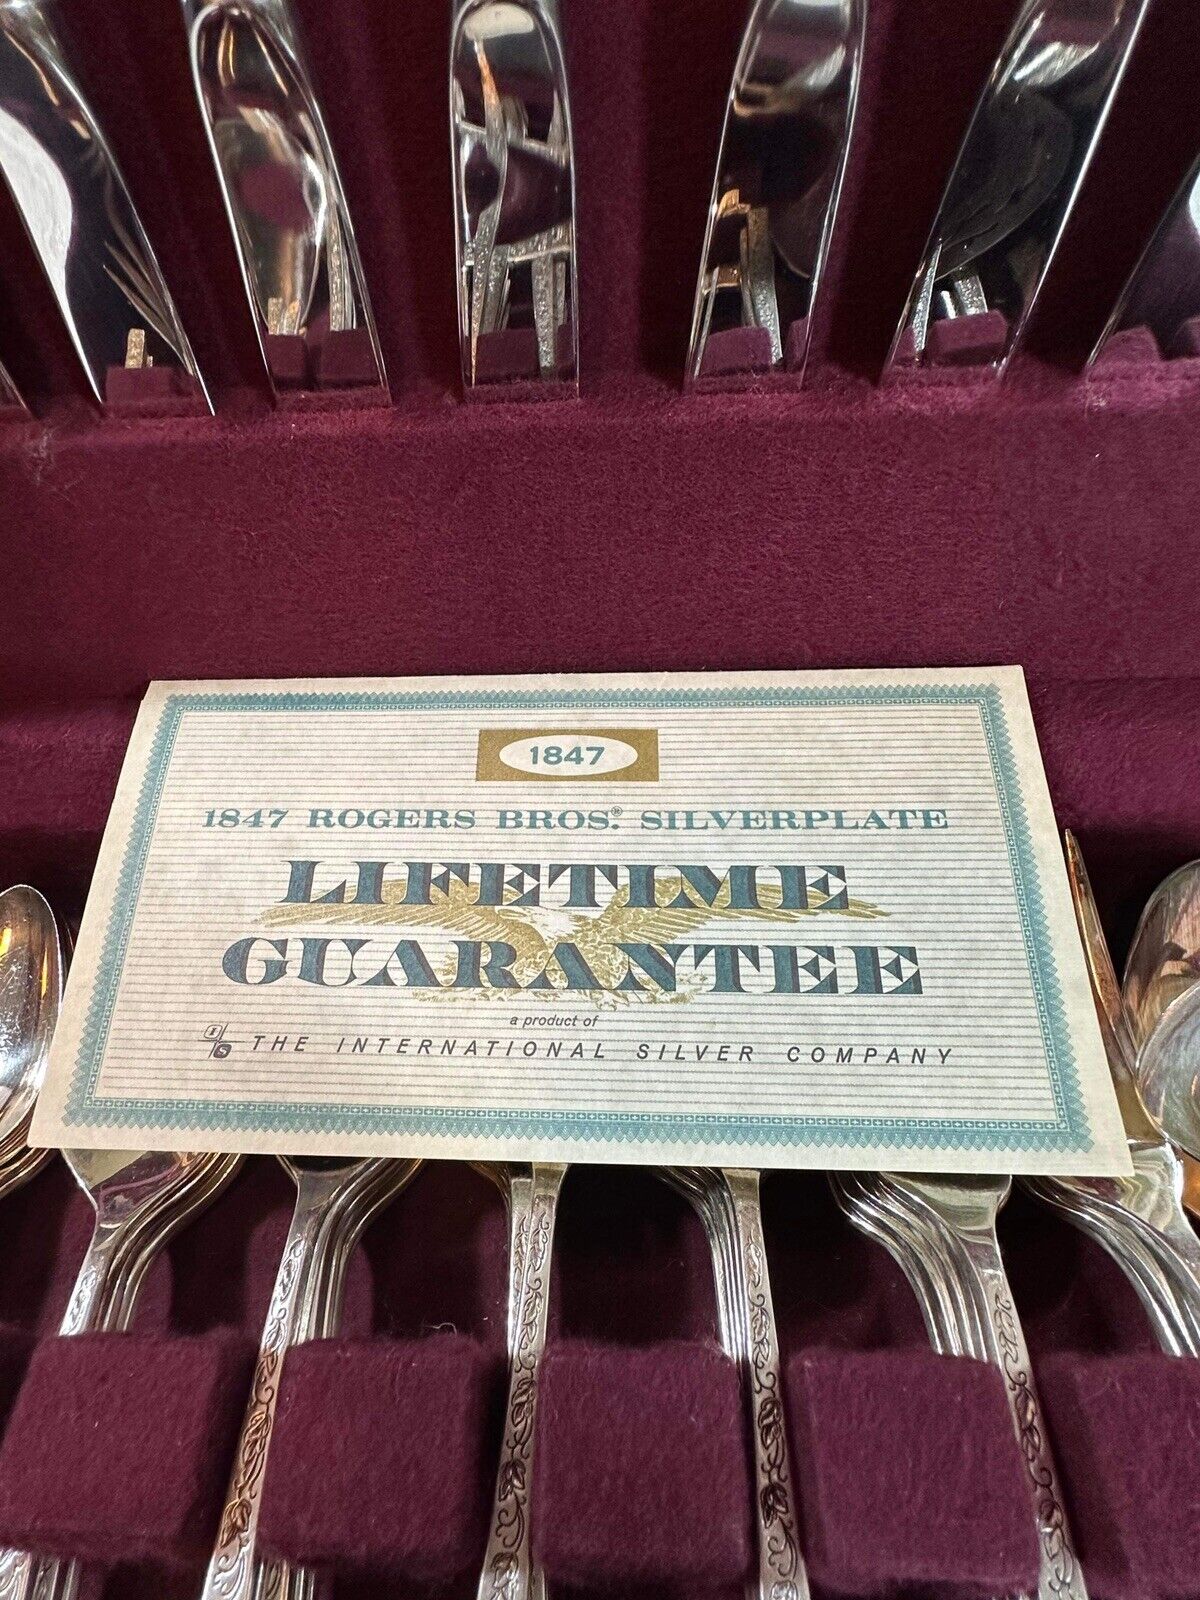 1847
1847 ROGERS BROS.® SILVERPLATE
LIFETIME
GUARANTEE
a product of
I/S THE INTERNATIONAL SILVER COMPANY